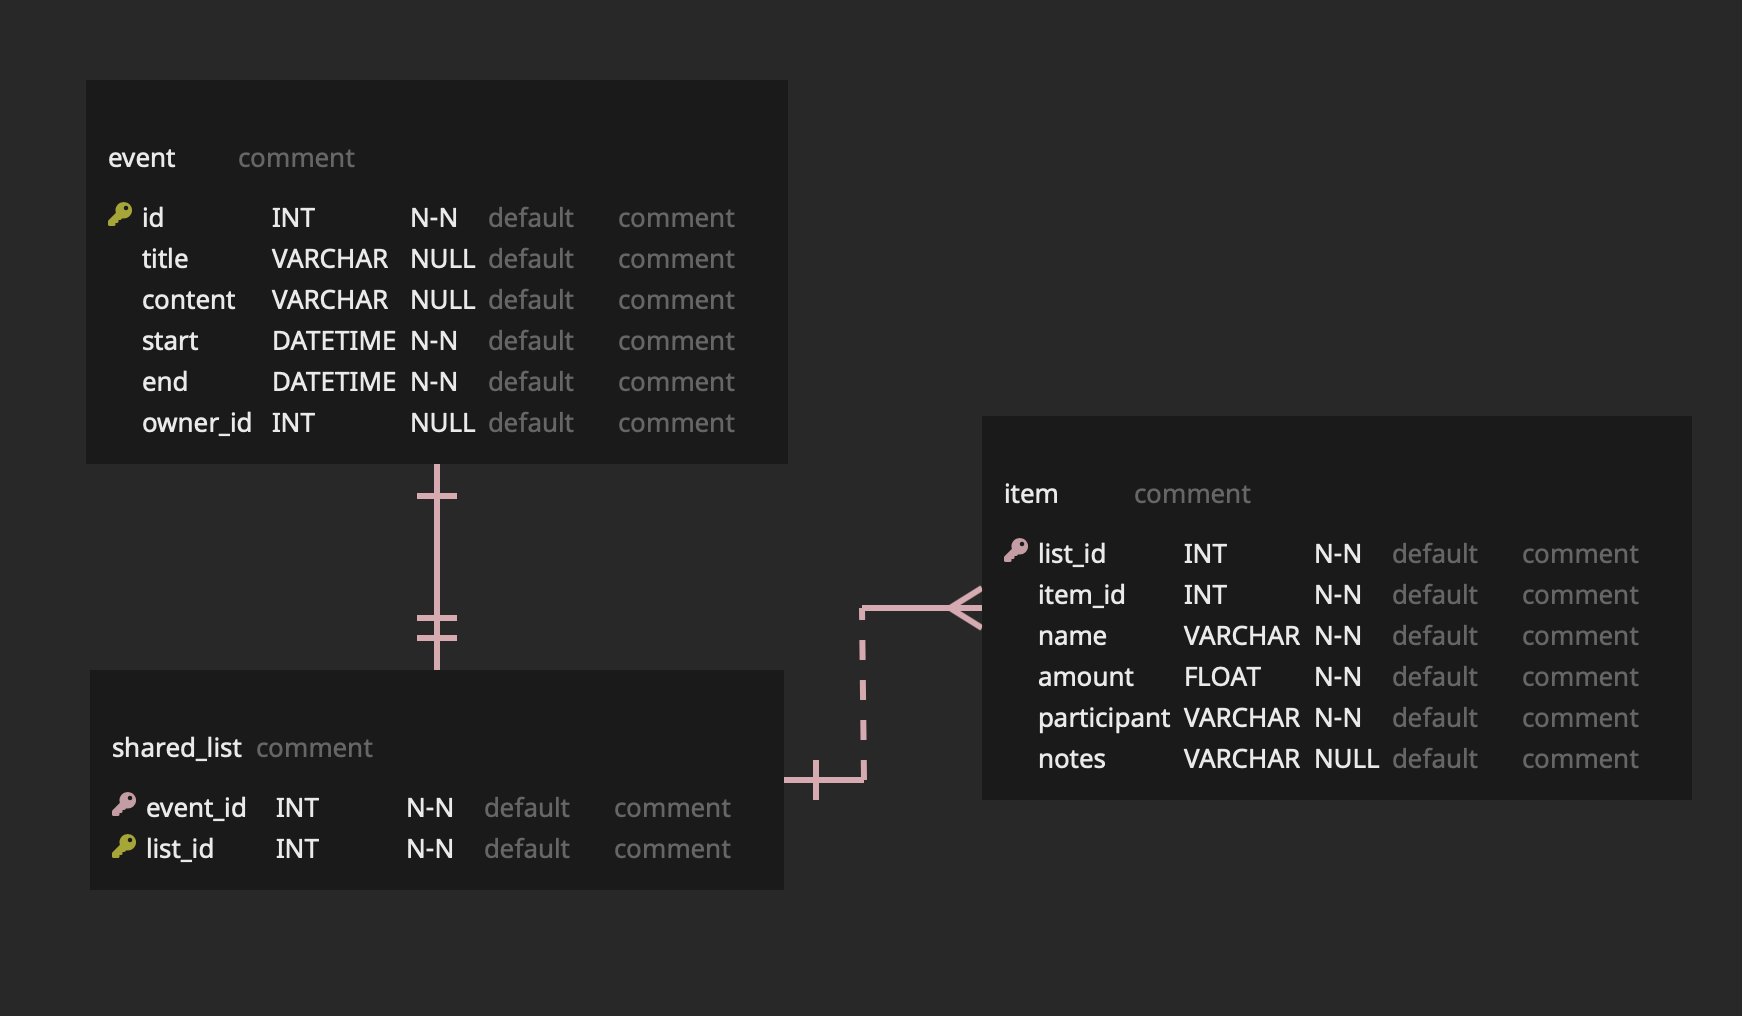 event comment
id INT N-N default comment
title VARCHAR NULL default comment
content VARCHAR NULL default comment
start DATETIME N-N default comment
end DATETIME N-N default comment
owner_id INT NULL default comment
item comment
list_id INT N-N default comment
item_id INT N-N default comment
name VARCHAR N-N default comment
amount FLOAT N-N default comment
participant VARCHAR N-N default comment
notes VARCHAR NULL default comment
shared_list comment
event_id INT N-N default comment
list_id INT N-N default comment